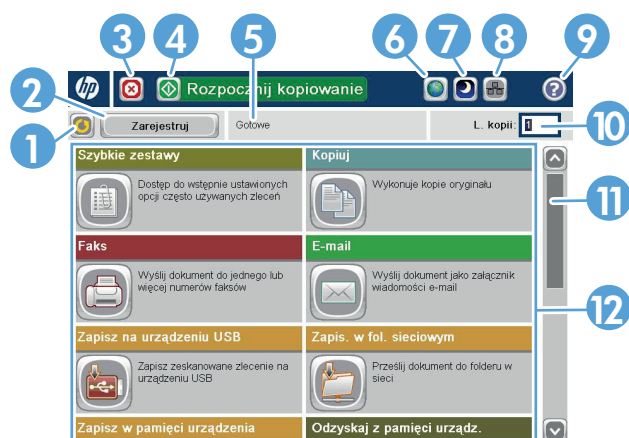 3 4 5 6 7 8 9
hp Rozpocznij kopiowanie ?
2
1
Zarejestruj Gotowe L. kopii: 1
10
Szybkie zestawy
Dostęp do wstępnie ustawionych
opcji często używanych zleceń
Kopiuj
Wykonuje kopie oryginału
11
Faks
Wyślij dokument do jednego lub
więcej numerów faksów
E-mail
Wyślij dokument jako załącznik
wiadomości e-mail
12
Zapisz na urządzeniu USB
Zapisz zeskanowane zlecenie na
urządzeniu USB
Zapis. w fol. sieciowym
Prześlij dokument do folderu w
sieci
Zapisz w pamięci urządzenia
Odzyskaj z pamięci urządz.